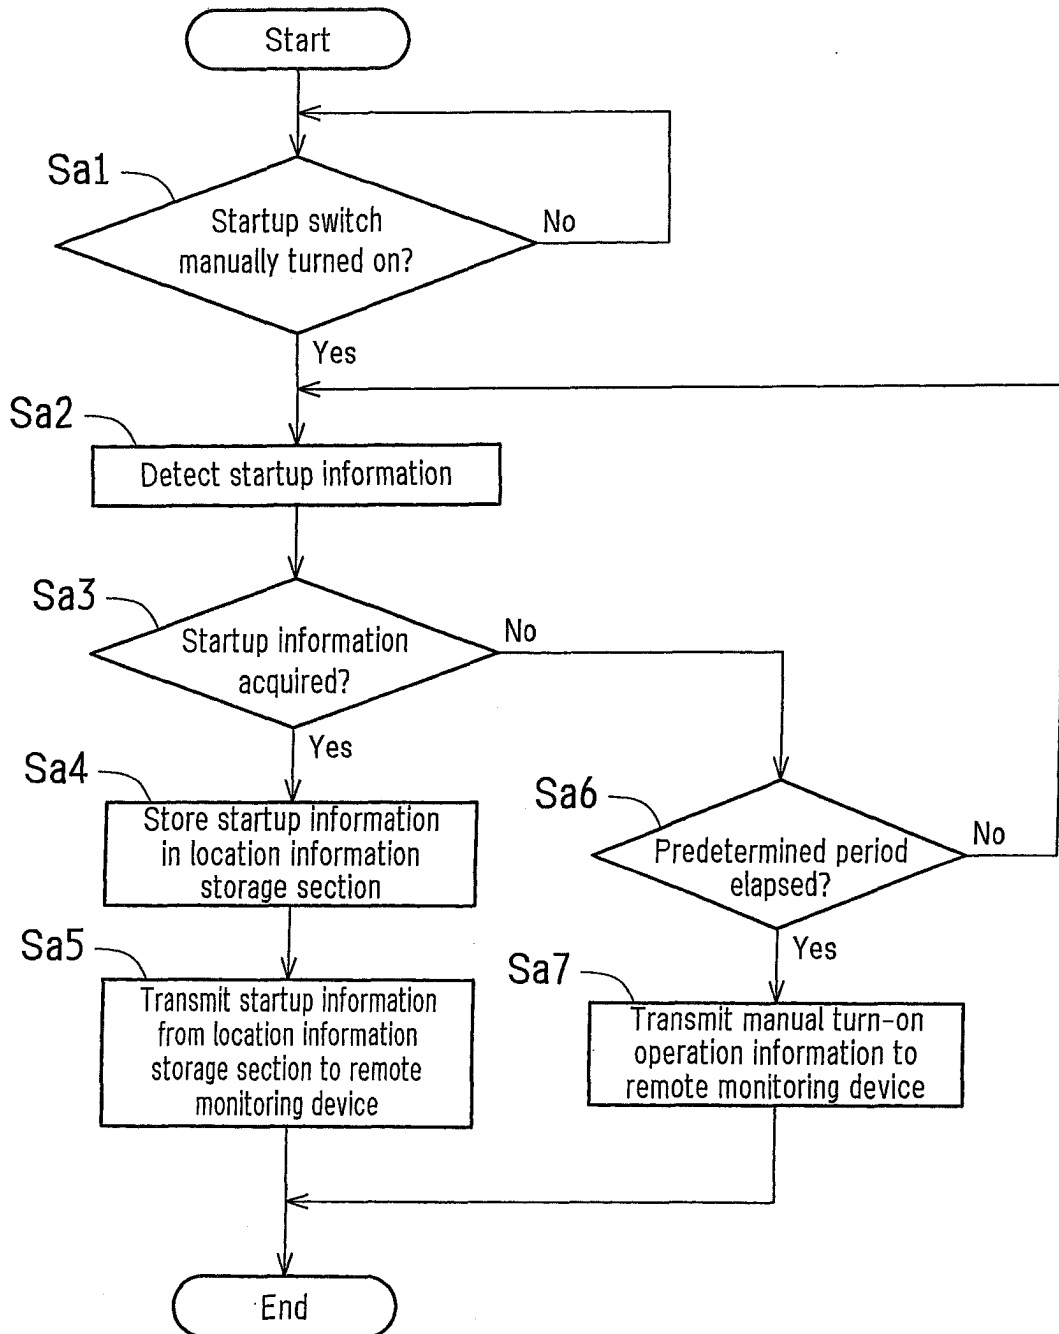 Start
Sa1
Startup switch
manually turned on?
No
Yes
Sa2
Detect startup information
Sa3
Startup information
acquired?
No
Yes
Sa4
Store startup information
in location information
storage section
Sa6
Predetermined period
elapsed?
No
Yes
Sa5
Transmit startup information
from location information
storage section to remote
monitoring device
Sa7
Transmit manual turn-on
operation information to
remote monitoring device
End